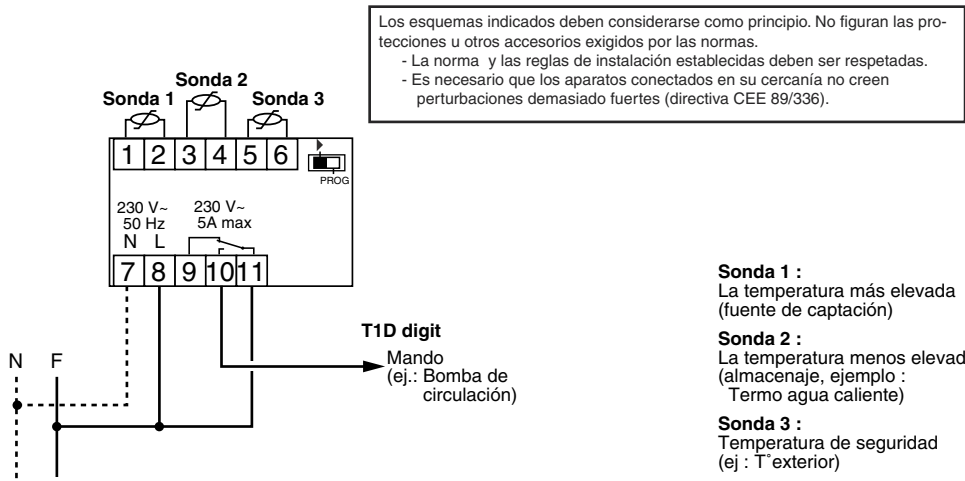 Los esquemas indicados deben considerarse como principio. No figuran las pro-
tecciones u otros accesorios exigidos por las normas.
- La norma y las reglas de instalación establecidas deben ser respetadas.
- Es necesario que los aparatos conectados en su cercanía no creen
perturbaciones demasiado fuertes (directiva CEE 89/336).
Sonda 2
Sonda 1 Sonda 3
1 2 3 4 5 6
PROG
230 V~ 230 V~
50 Hz 5A max
N L
7 8 9 10 11
T1D digit
Mando
(ej.: Bomba de
circulación)
N F
Sonda 1 :
La temperatura más elevada
(fuente de captación)
Sonda 2 :
La temperatura menos elevad
(almacenaje, ejemplo :
Termo agua caliente)
Sonda 3 :
Temperatura de seguridad
(ej : T°exterior)